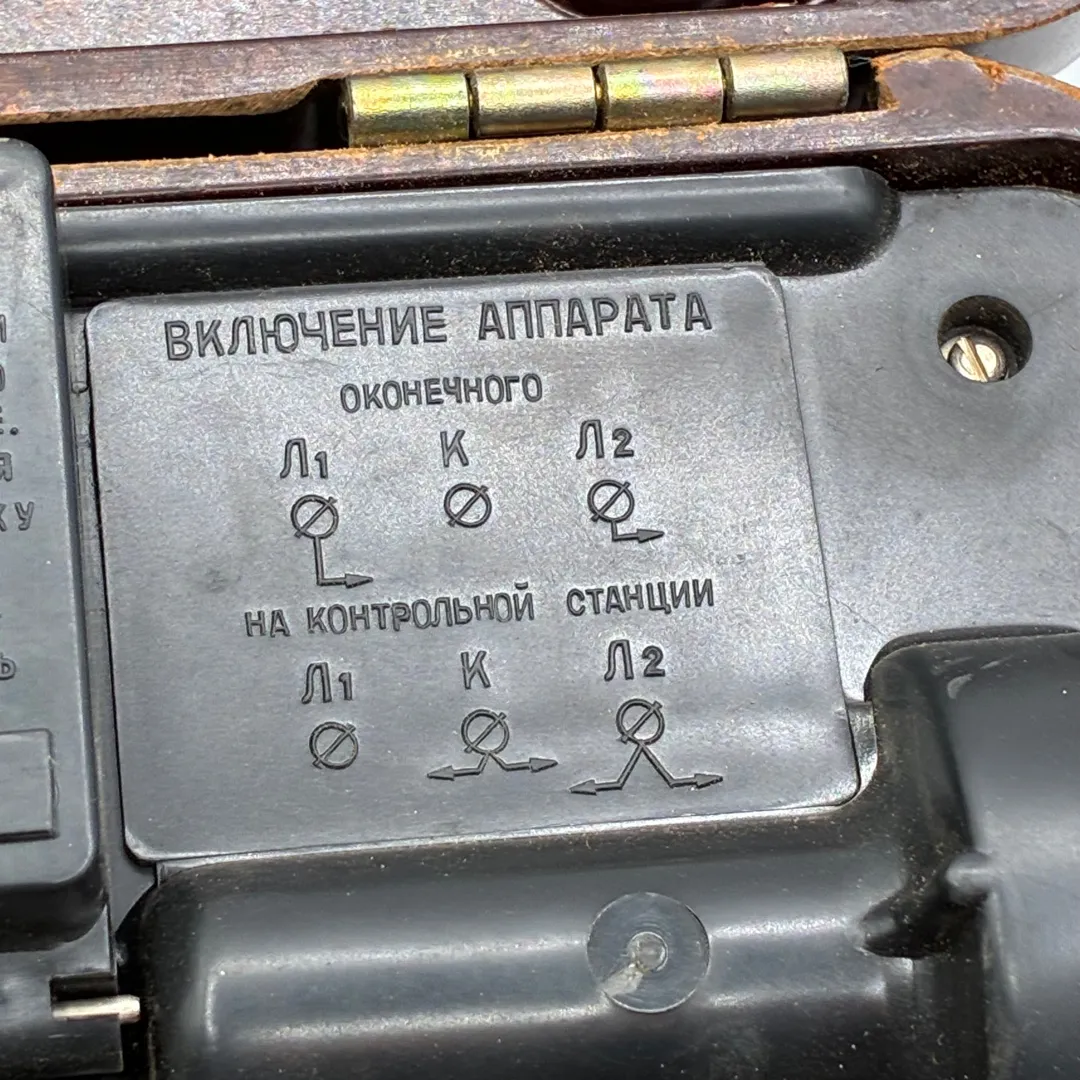 ВКЛЮЧЕНИЕ АППАРАТА
ОКОНЕЧНОГО
Л1 К Л2
НА КОНТРОЛЬНОЙ СТАНЦИИ
Л1 К Л2